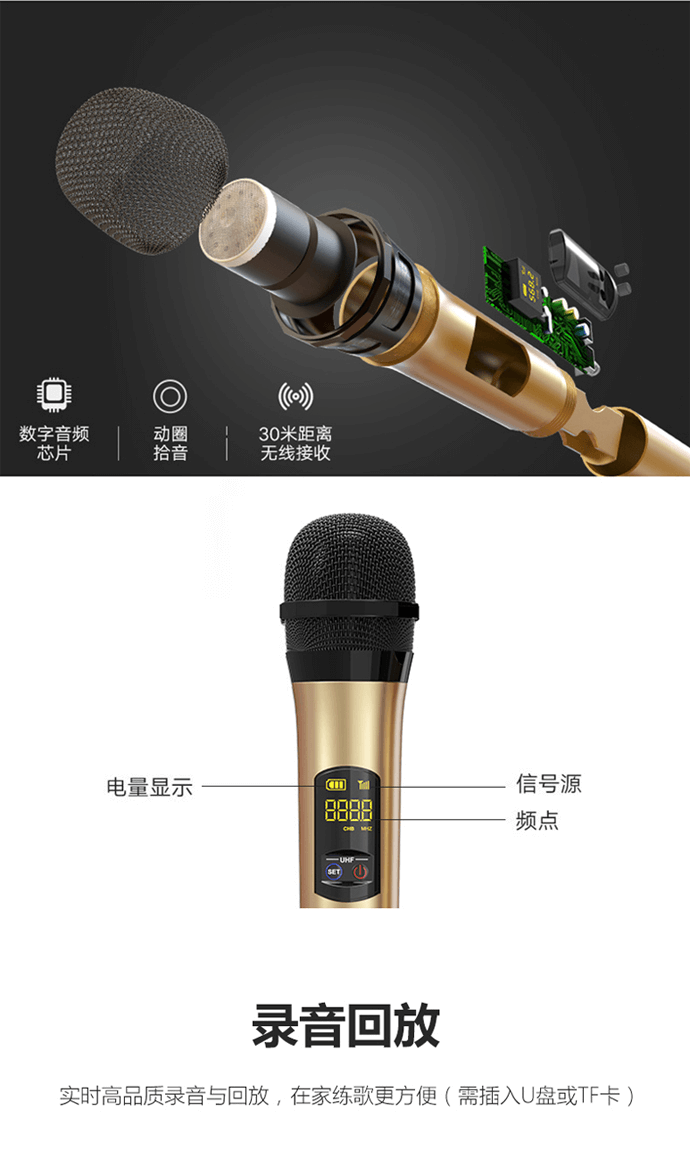 数字音频
芯片
动圈
拾音
30米距离
无线接收
电量显示
信号源
频点
888.8
CHB MHZ
UHF
SET
录音回放
实时高品质录音与回放，在家练歌更方便（需插入U盘或TF卡）